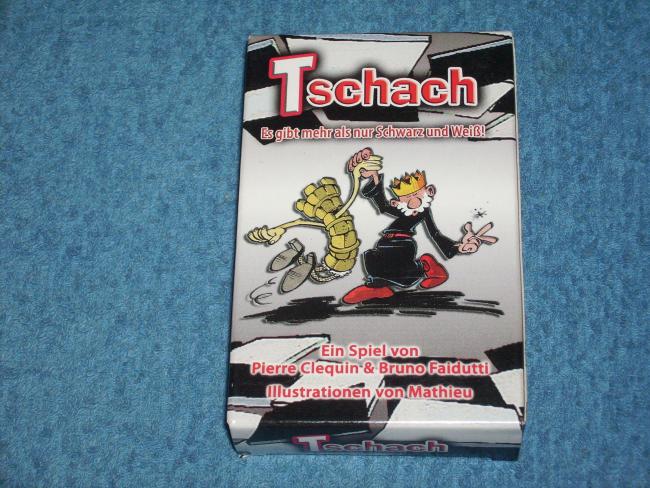 Tschach
Es gibt mehr als nur Schwarz und Weiß!
Ein Spiel von
Pierre Clequin & Bruno Faidutti
Illustrationen von Mathieu
Tschach